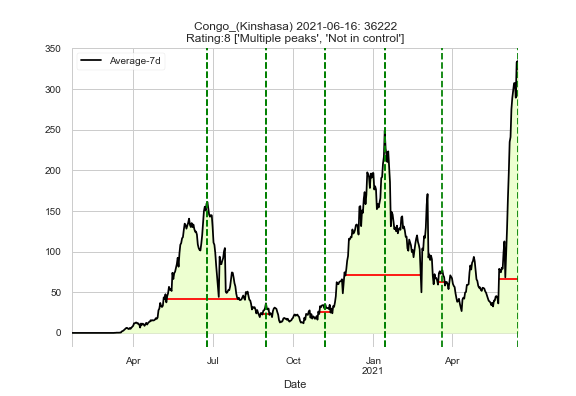 Congo_(Kinshasa) 2021-06-16: 36222
Rating:8 ['Multiple peaks', 'Not in control']
350
300
250
200
150
100
50
0
Average-7d
Apr
Jul
Oct
Jan
2021
Apr
Date